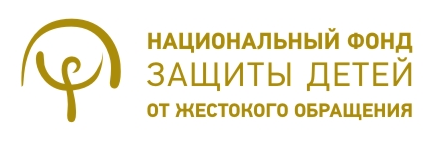 НАЦИОНАЛЬНЫЙ ФОНД
ЗАЩИТЫ ДЕТЕЙ
ОТ ЖЕСТОКОГО ОБРАЩЕНИЯ